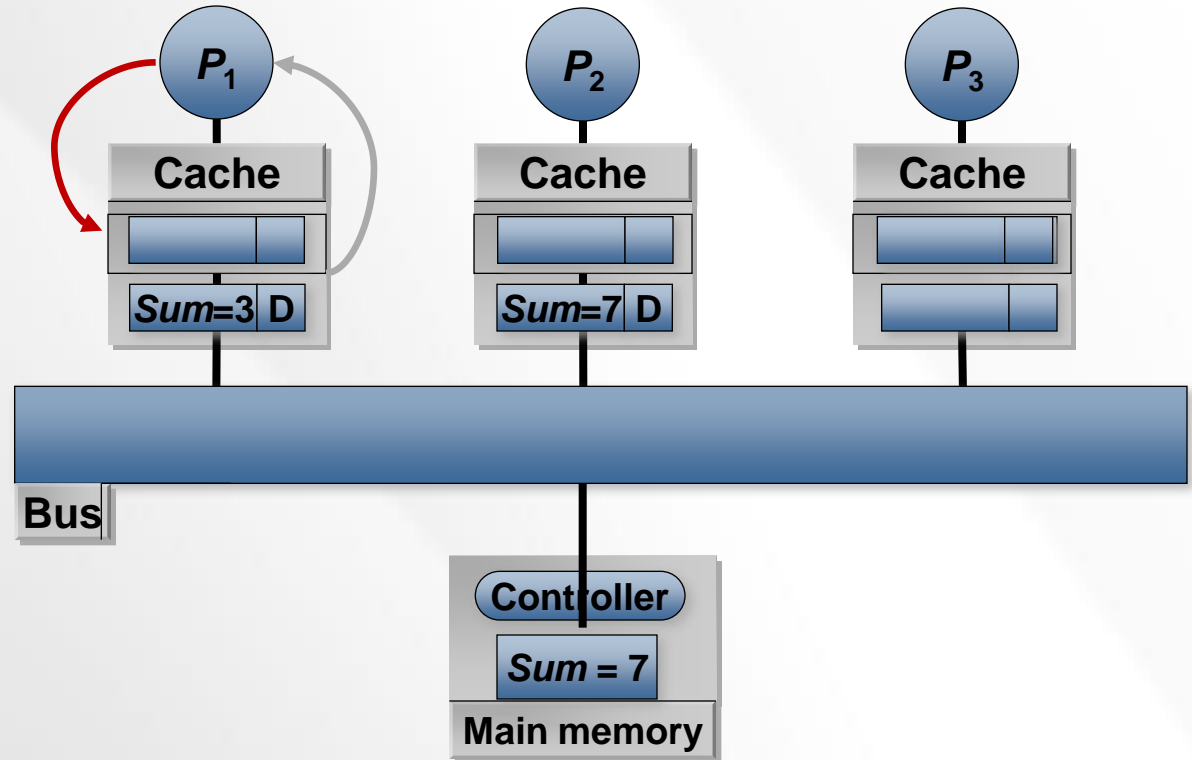 P1 P2 P3
Cache Cache Cache
Sum=3 D Sum=7 D
Bus
Controller
Sum = 7
Main memory